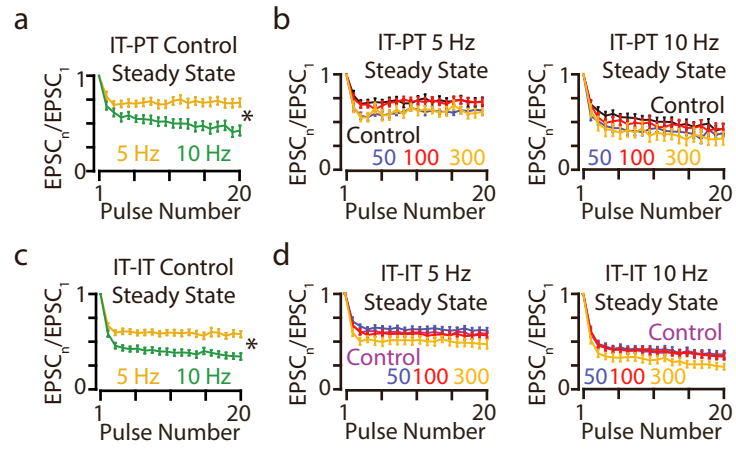 a
IT-PT Control
Steady State
EPSCn/EPSC1
1
0
*
5 Hz 10 Hz
1 20
Pulse Number
b
IT-PT 5 Hz
Steady State
EPSCn/EPSC1
1
0
Control
50 100 300
1 20
Pulse Number
IT-PT 10 Hz
Steady State
1
0
Control
50 100 300
1 20
Pulse Number
c
IT-IT Control
Steady State
EPSCn/EPSC1
1
0
*
5 Hz 10 Hz
1 20
Pulse Number
d
IT-IT 5 Hz
Steady State
EPSCn/EPSC1
1
0
Control
50 100 300
1 20
Pulse Number
IT-IT 10 Hz
Steady State
1
0
Control
50 100 300
1 20
Pulse Number